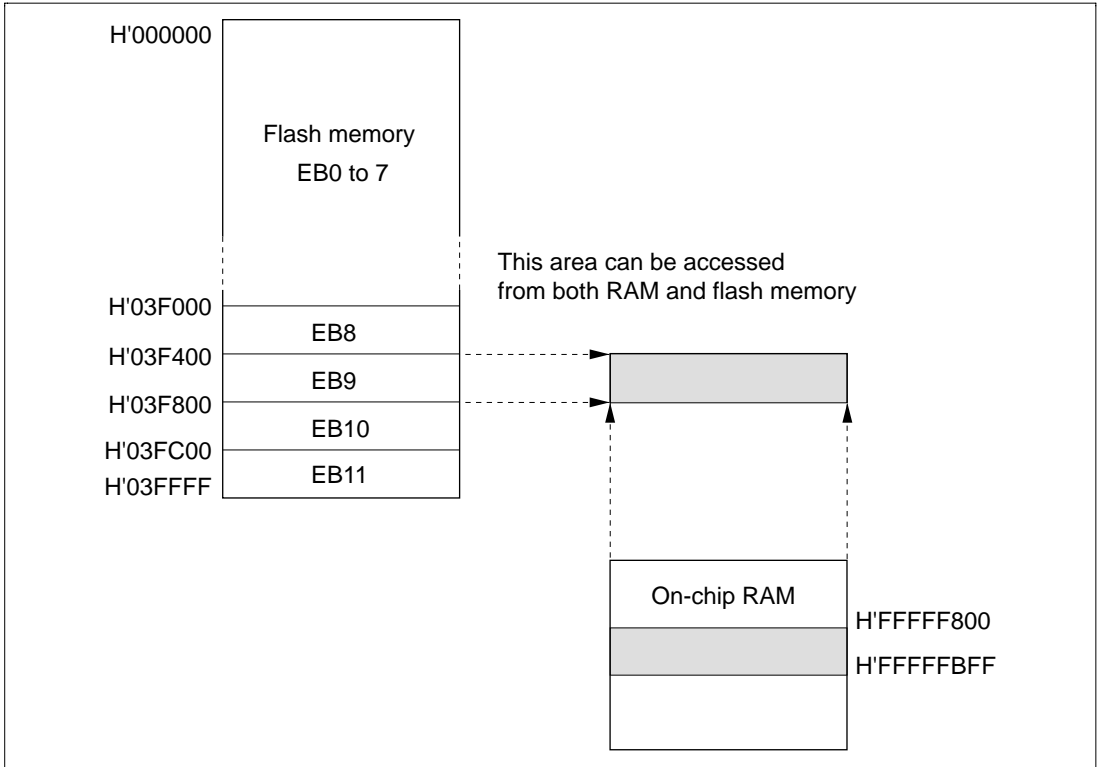 H'000000
Flash memory
EB0 to 7
This area can be accessed
from both RAM and flash memory
H'03F000
EB8
H'03F400
EB9
H'03F800
EB10
H'03FC00
EB11
H'03FFFF
On-chip RAM
H'FFFFF800
H'FFFFFBFF